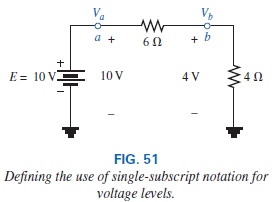 Va Vb
a + 6 Ω + b
+
E = 10 V 10 V 4 V 4 Ω
– – –
FIG. 51
Defining the use of single-subscript notation for
voltage levels.